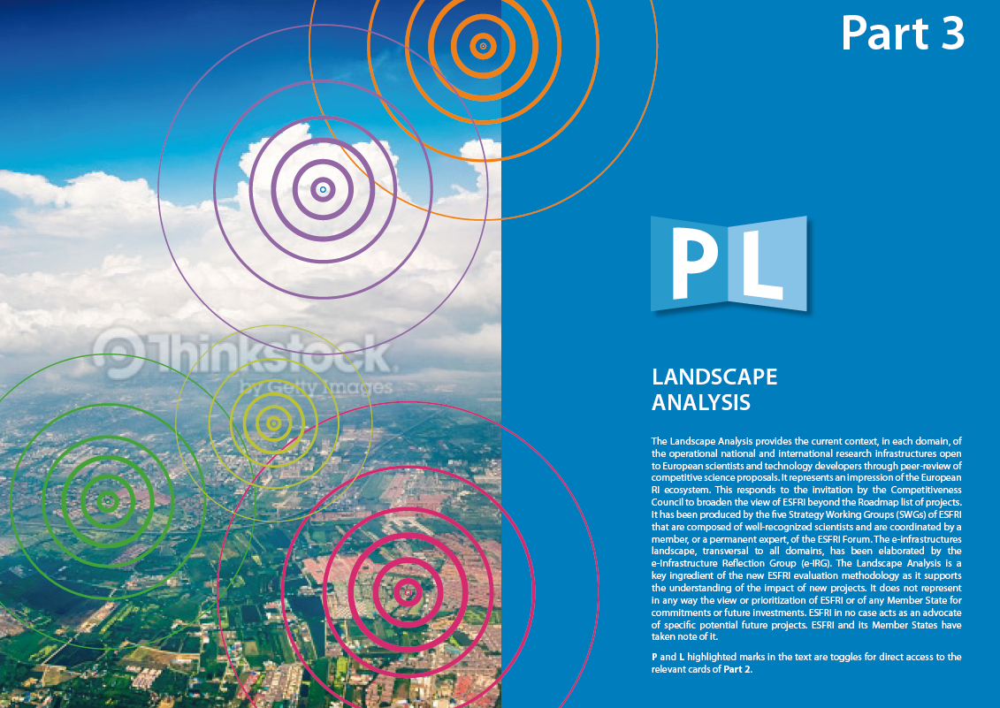 Part 3
Thinkstock
by Getty Images
P L
LANDSCAPE
ANALYSIS
The Landscape Analysis provides the current context, in each domain, of
the operational national and international research infrastructures open
to European scientists and technology developers through peer-review of
competitive science proposals. It represents an impression of the European
RI ecosystem. This responds to the invitation by the Competitiveness
Council to broaden the view of ESFRI beyond the Roadmap list of projects.
It has been produced by the five Strategy Working Groups (SWGs) of ESFRI
that are composed of well-recognized scientists and are coordinated by a
member, or a permanent expert, of the ESFRI Forum. The e-infrastructures
landscape, transversal to all domains, has been elaborated by the
e-Infrastructure Reflection Group (e-IRG). The Landscape Analysis is a
key ingredient of the new ESFRI evaluation methodology as it supports
the understanding of the impact of new projects. It does not represent
in any way the view or prioritization of ESFRI or of any Member State for
commitments or future investments. ESFRI in no case acts as an advocate
of specific potential future projects. ESFRI and its Member States have
taken note of it.
P and L highlighted marks in the text are toggles for direct access to the
relevant cards of Part 2.